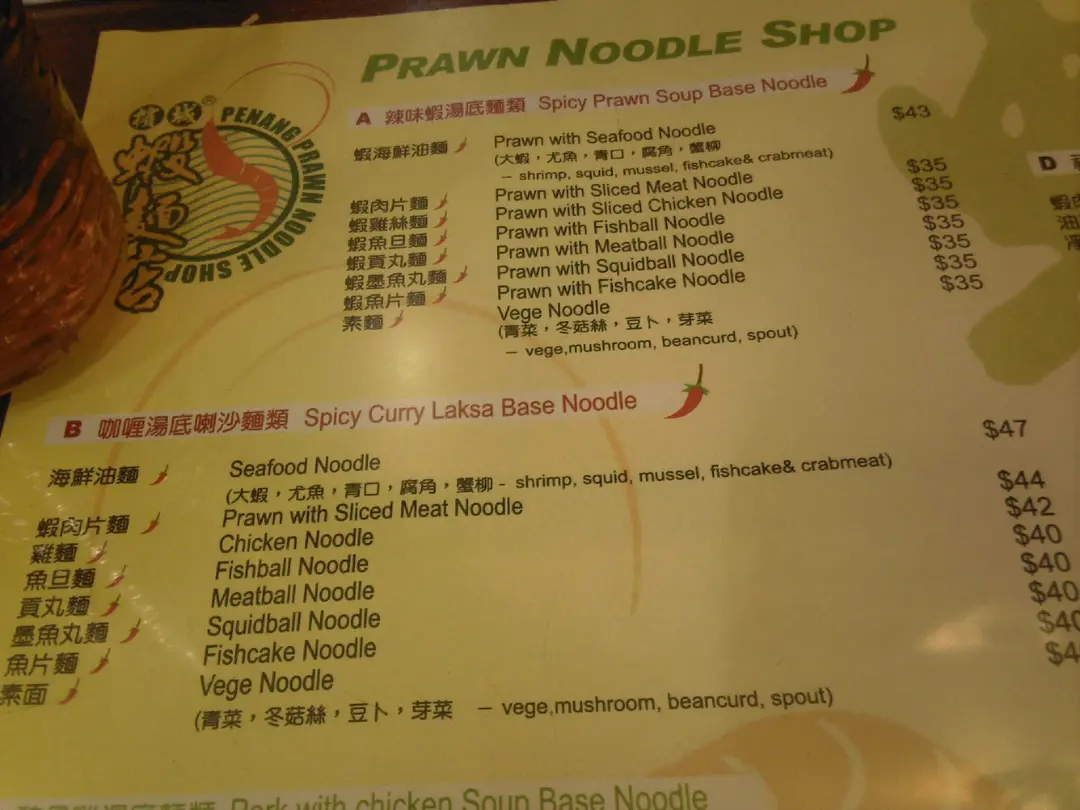 PRAWN NOODLE SHOP
PENANG PRAWN NOODLE SHOP
A 辣味蝦湯底麵類 Spicy Prawn Soup Base Noodle
蝦海鮮油麵 Prawn with Seafood Noodle $43
(大蝦，尤魚，青口，腐角，蟹柳
– shrimp, squid, mussel, fishcake& crabmeat)
蝦肉片麵 Prawn with Sliced Meat Noodle $35
蝦雞絲麵 Prawn with Sliced Chicken Noodle $35
蝦魚旦麵 Prawn with Fishball Noodle $35
蝦貢丸麵 Prawn with Meatball Noodle $35
蝦墨魚丸麵 Prawn with Squidball Noodle $35
蝦魚片麵 Prawn with Fishcake Noodle $35
素麵 Vege Noodle $35
(青菜，冬菇絲，豆卜，芽菜
– vege,mushroom, beancurd, spout)
B 咖喱湯底喇沙麵類 Spicy Curry Laksa Base Noodle
海鮮油麵 Seafood Noodle $47
(大蝦，尤魚，青口，腐角，蟹柳 - shrimp, squid, mussel, fishcake& crabmeat)
蝦肉片麵 Prawn with Sliced Meat Noodle $44
雞麵 Chicken Noodle $42
魚旦麵 Fishball Noodle $40
貢丸麵 Meatball Noodle $40
墨魚丸麵 Squidball Noodle $40
魚片麵 Fishcake Noodle $40
素面 Vege Noodle $4
(青菜，冬菇絲，豆卜，芽菜 – vege,mushroom, beancurd, spout)
Pork with chicken Soup Base Noodle
D
蝦
油